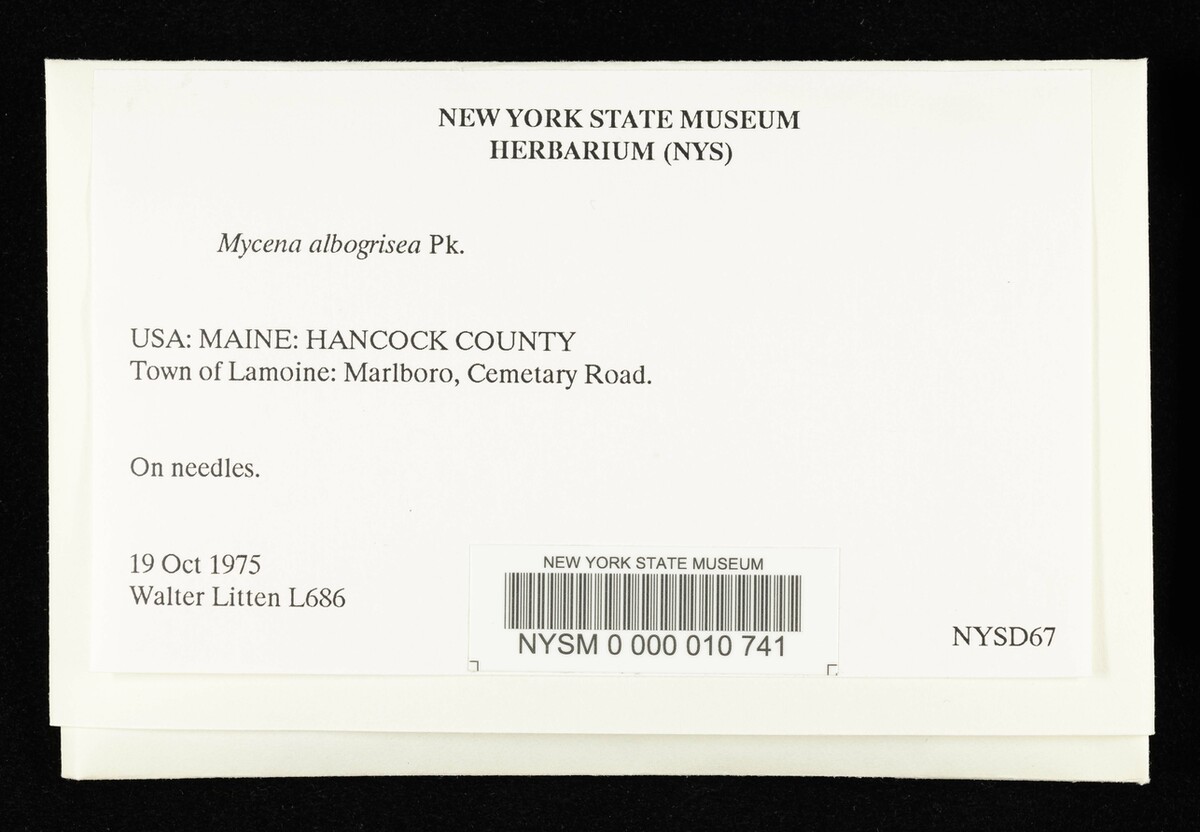 NEW YORK STATE MUSEUM
HERBARIUM (NYS)
Mycena albogrisea Pk.
USA: MAINE: HANCOCK COUNTY
Town of Lamoine: Marlboro, Cemetary Road.
On needles.
19 Oct 1975
Walter Litten L686
NEW YORK STATE MUSEUM
NYSM 0 000 010 741
NYSD67